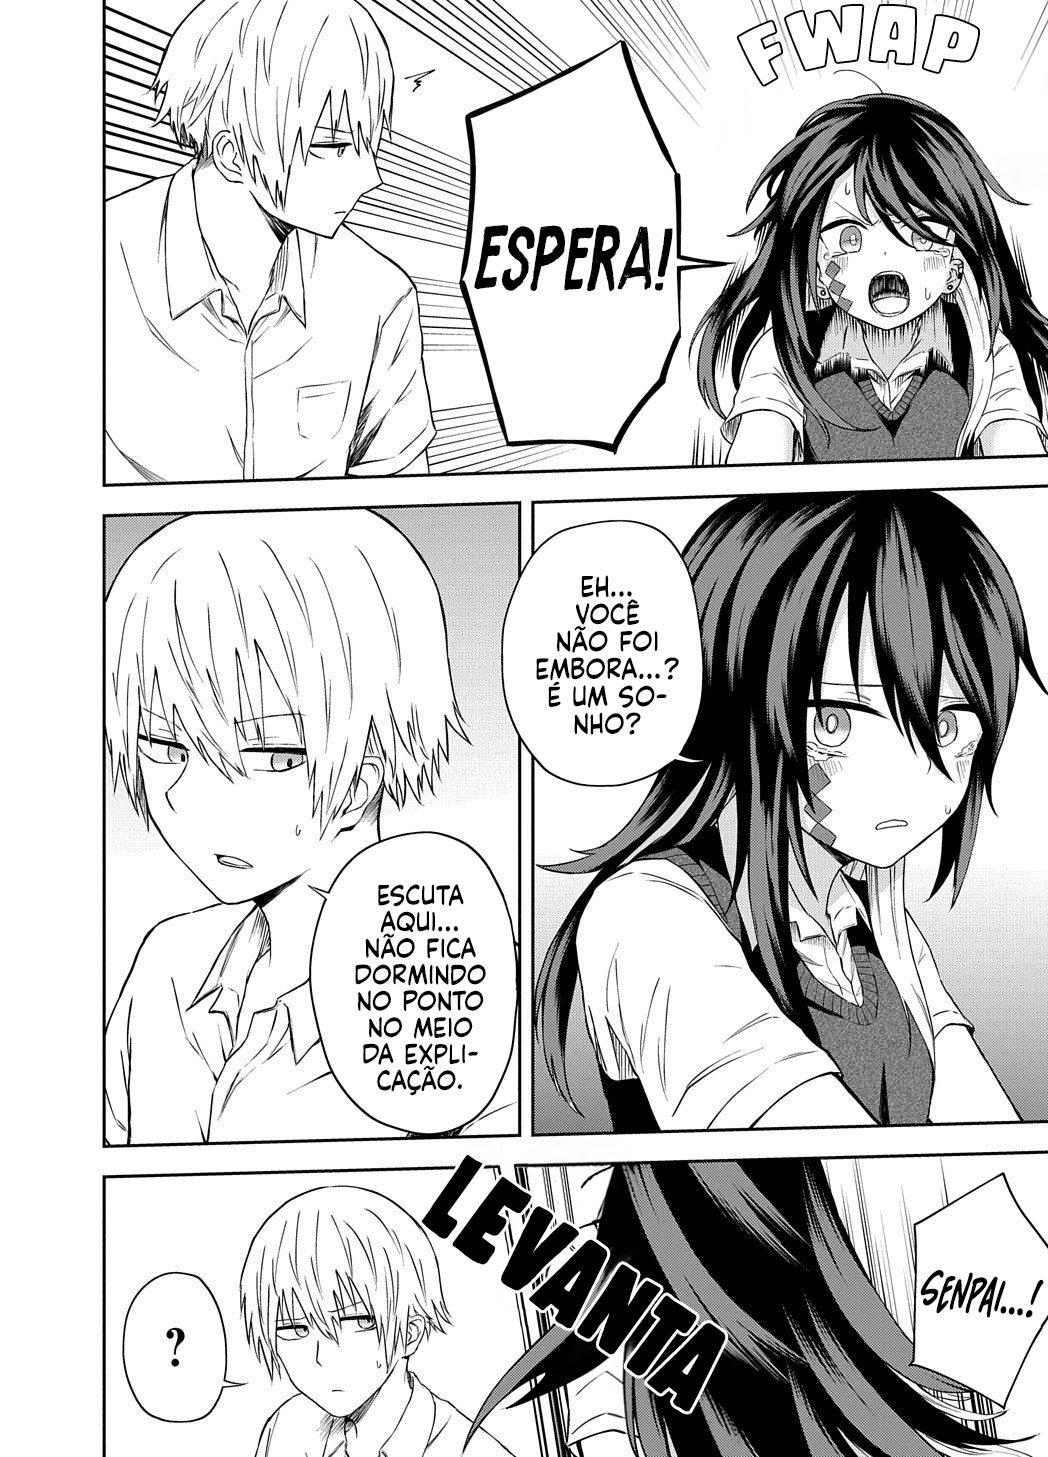 FWAP
ESPERA!
EH...
VOCÊ
NÃO FOI
EMBORA...?
É UM SO-
NHO?
ESCUTA
AQUI...
NÃO FICA
DORMINDO
NO PONTO
NO MEIO
DA EXPLI-
CAÇÃO.
SENPAI...!
LEVANTA
?